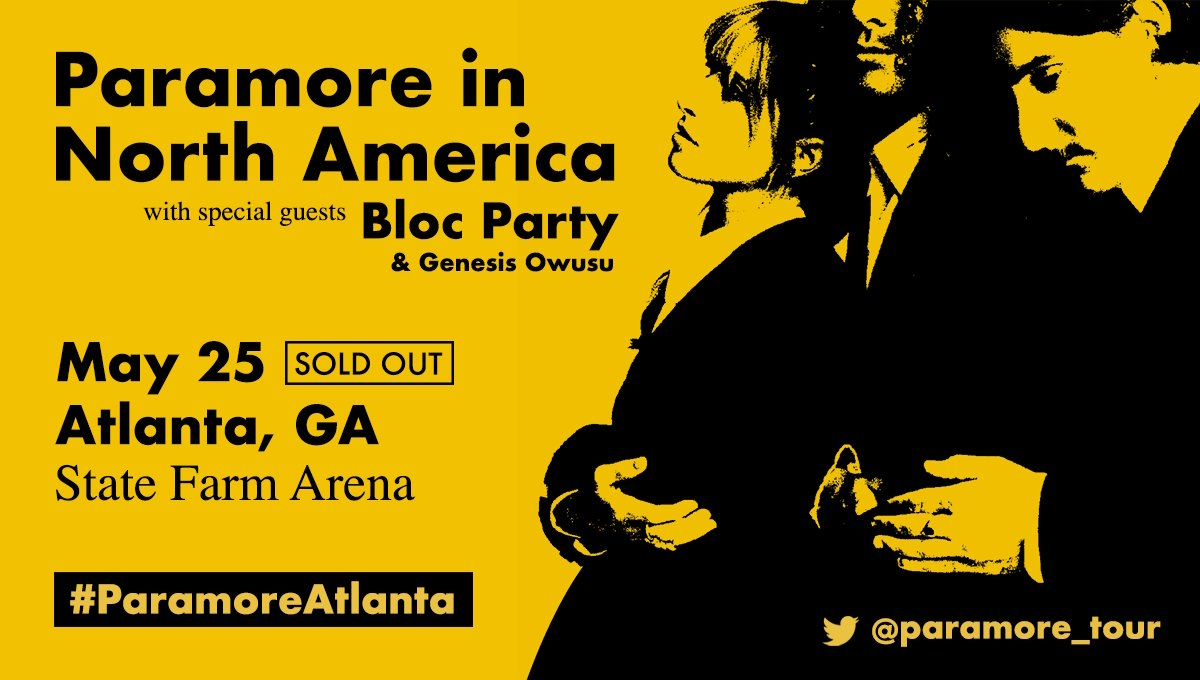 Paramore in
North America
with special guests Bloc Party
& Genesis Owusu
May 25 SOLD OUT
Atlanta, GA
State Farm Arena
#ParamoreAtlanta
@paramore_tour